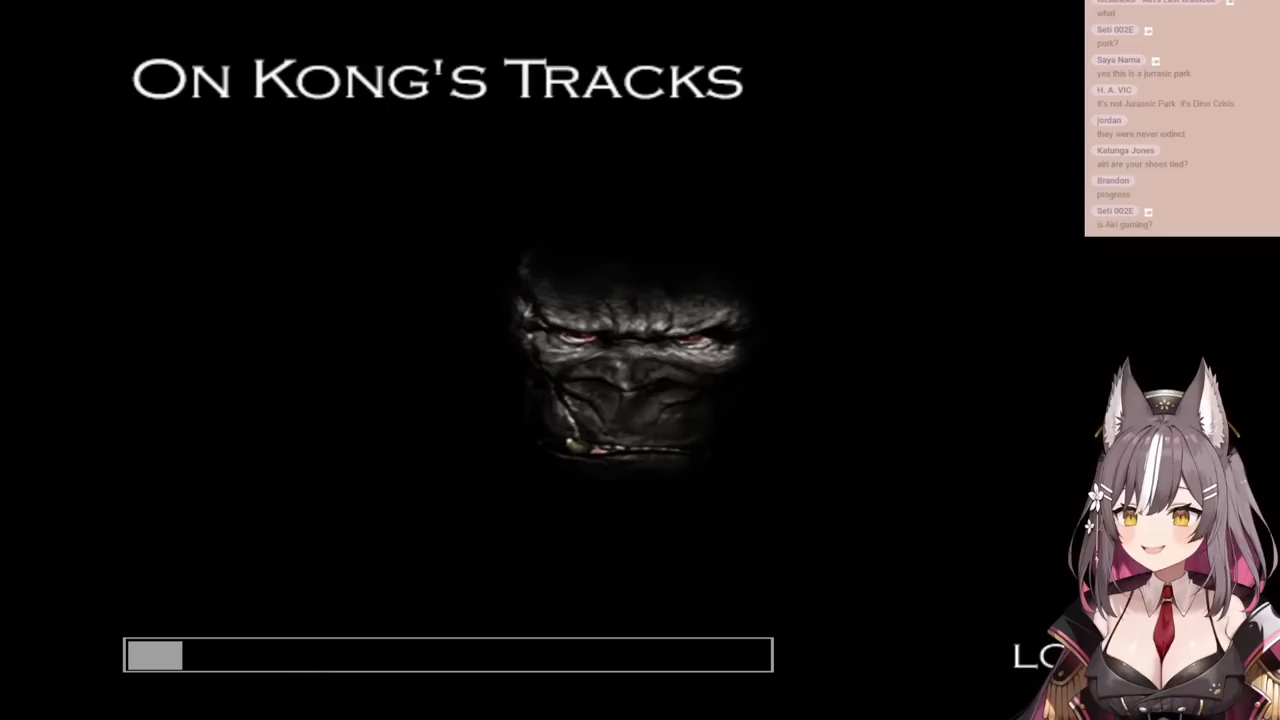 ON KONG'S TRACKS
what
Seti 002E
pork?
Saya Nama
yes this is a jurrasic park
H. A. VIC
It's not Jurassic Park It's Dino Crisis
jordan
they were never extinct
Katunga Jones
airi are your shoes tied?
Brandon
progress
Seti 002E
is Airi gaming?
LO